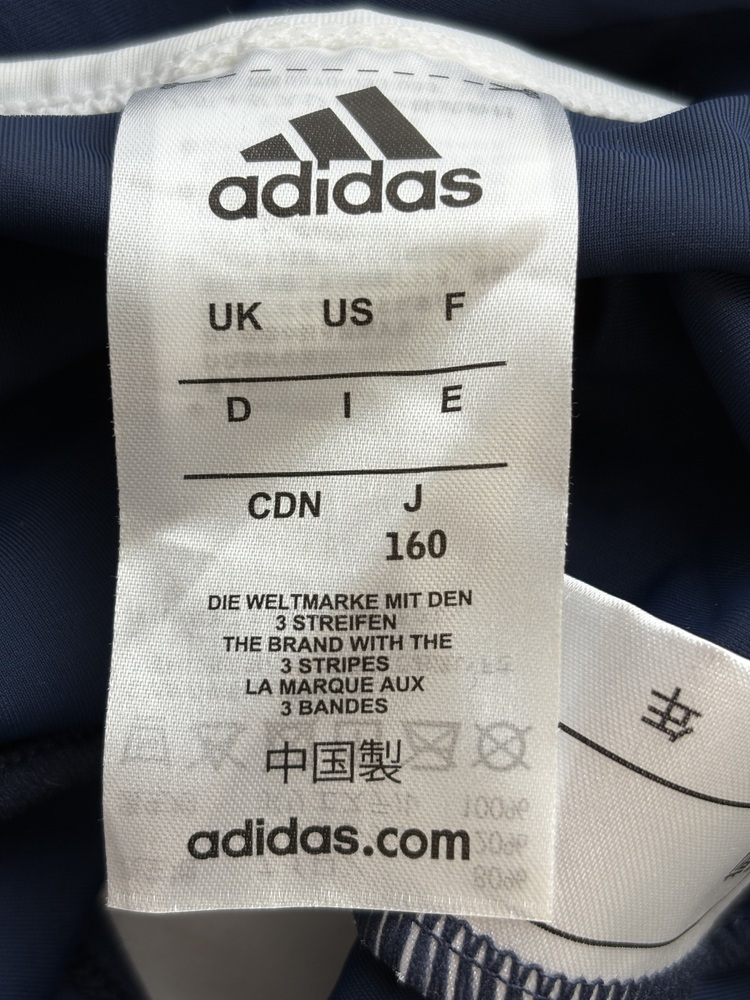 adidas
UK US F
D I E
CDN J
160
DIE WELTMARKE MIT DEN
3 STREIFEN
THE BRAND WITH THE
3 STRIPES
LA MARQUE AUX
3 BANDES
中国製
adidas.com